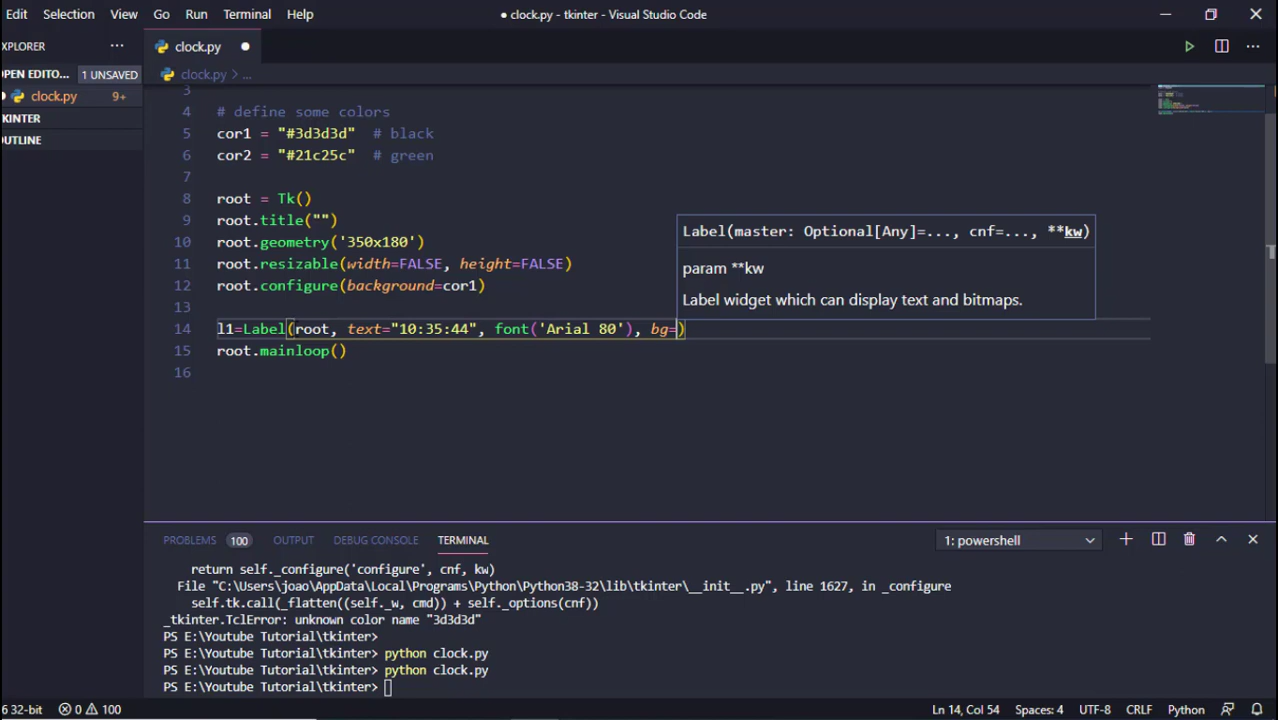 Edit Selection View Go Run Terminal Help
● clock.py - tkinter - Visual Studio Code
XPLORER
clock.py
OPEN EDITO... 1 UNSAVED
clock.py > ...
clock.py 9+
KINTER
OUTLINE
3
4 # define some colors
5 cor1 = "#3d3d3d" # black
6 cor2 = "#21c25c" # green
7
8 root = Tk()
9 root.title("")
10 root.geometry('350x180')
11 root.resizable(width=FALSE, height=FALSE)
12 root.configure(background=cor1)
13
14 l1=Label(root, text="10:35:44", font('Arial 80'), bg=)
15 root.mainloop()
16
Label(master: Optional[Any]=..., cnf=..., **kw)
param **kw
Label widget which can display text and bitmaps.
PROBLEMS 100 OUTPUT DEBUG CONSOLE TERMINAL
1: powershell
return self._configure('configure', cnf, kw)
File "C:\Users\joao\AppData\Local\Programs\Python\Python38-32\lib\tkinter\__init__.py", line 1627, in _configure
self.tk.call(_flatten((self._w, cmd)) + self._options(cnf))
_tkinter.TclError: unknown color name "3d3d3d"
PS E:\Youtube Tutorial\tkinter>
PS E:\Youtube Tutorial\tkinter> python clock.py
PS E:\Youtube Tutorial\tkinter> python clock.py
PS E:\Youtube Tutorial\tkinter>
6 32-bit 0 100
Ln 14, Col 54 Spaces: 4 UTF-8 CRLF Python